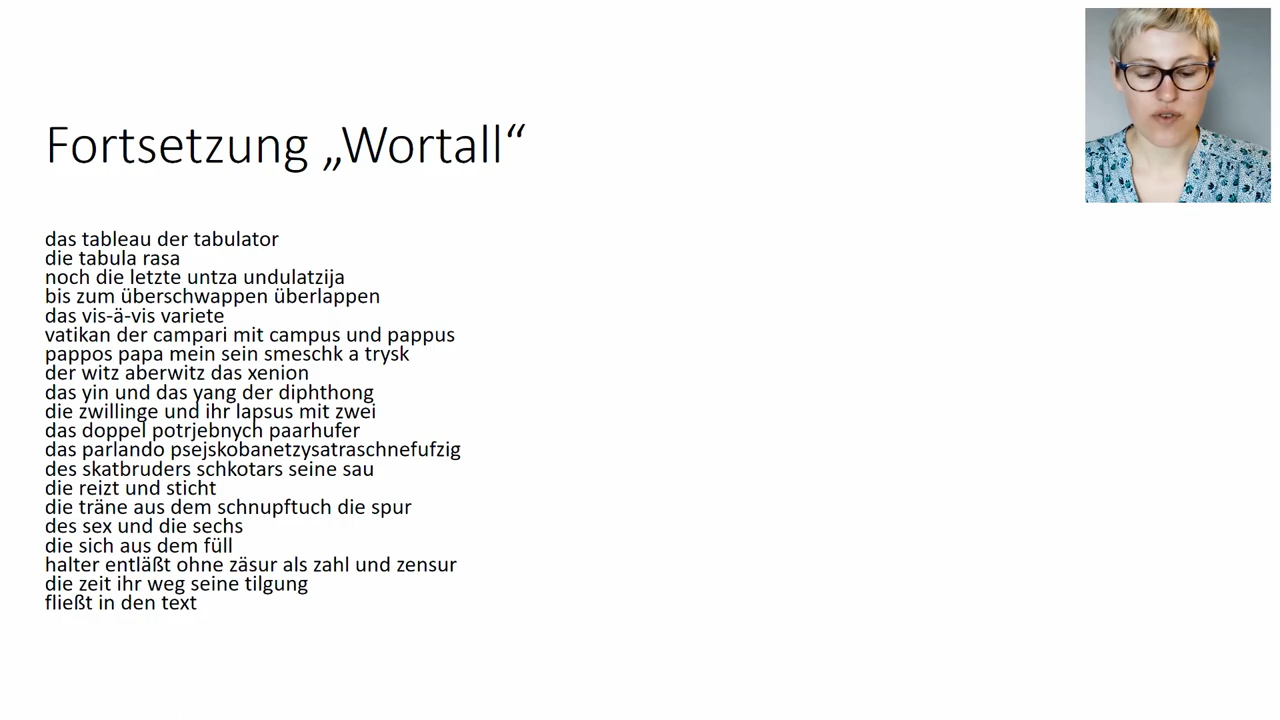 Fortsetzung „Wortall“
das tableau der tabulator
die tabula rasa
noch die letzte untza undulatzija
bis zum überschwappen überlappen
das vis-ä-vis variete
vatikan der campari mit campus und pappus
pappos papa mein sein smeschk a trysk
der witz aberwitz das xenion
das yin und das yang der diphthong
die zwillinge und ihr lapsus mit zwei
das doppel potrjebnych paarhufer
das parlando psejskobanetzysatraschnefufzig
des skatbruders schkotars seine sau
die reizt und sticht
die träne aus dem schnupftuch die spur
des sex und die sechs
die sich aus dem füll
halter entläßt ohne zäsur als zahl und zensur
die zeit ihr weg seine tilgung
fließt in den text